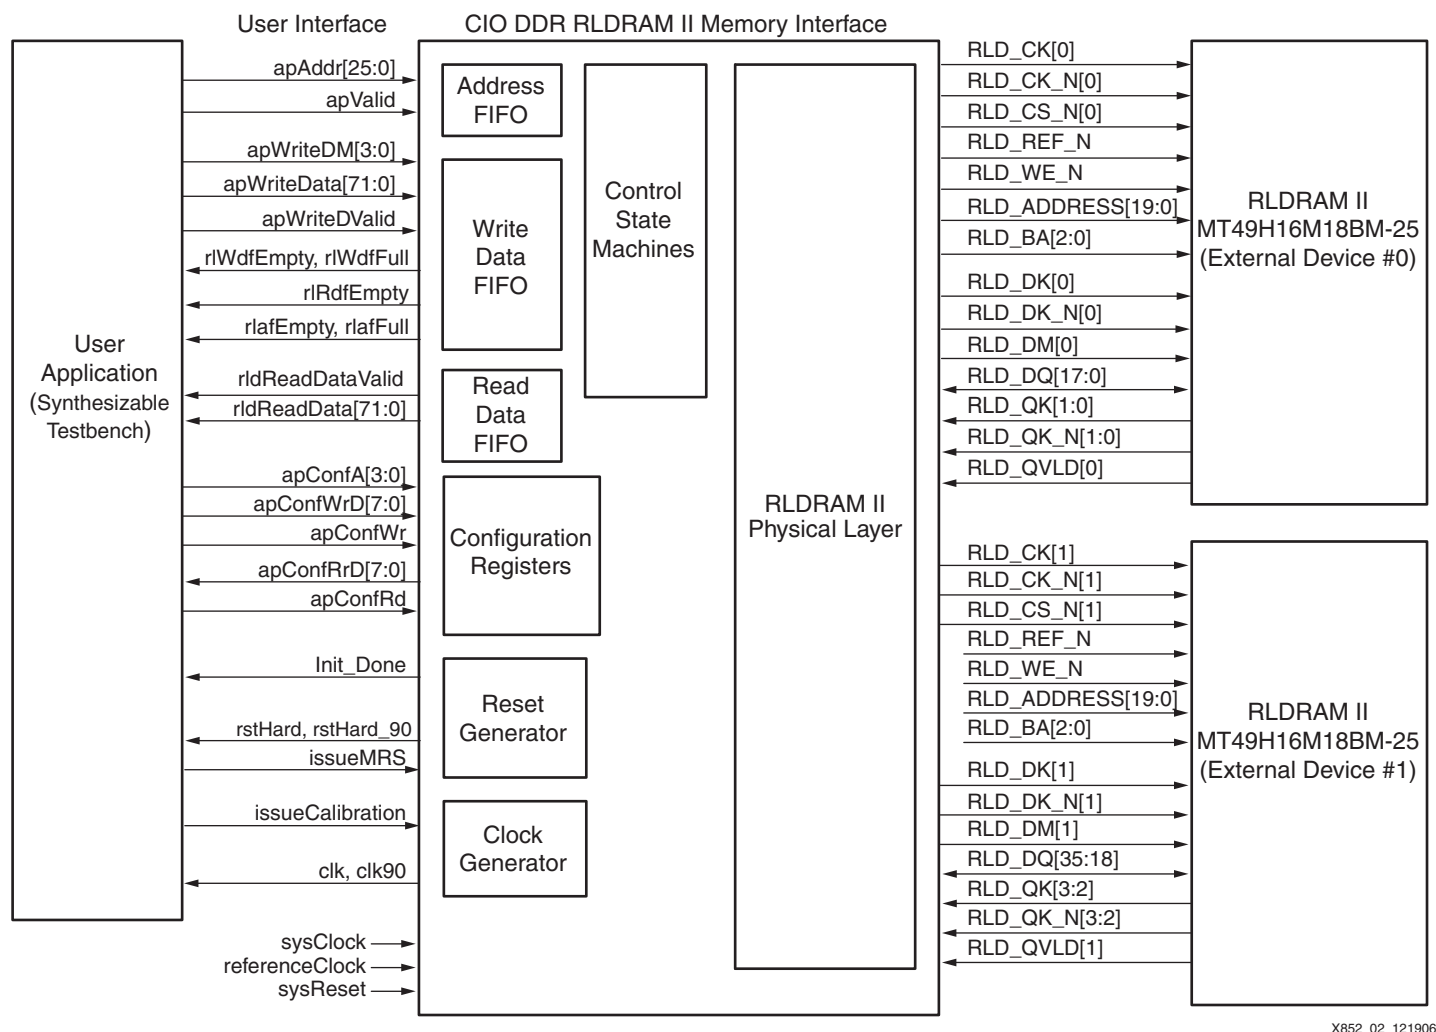 User Interface
CIO DDR RLDRAM II Memory Interface
User
Application
(Synthesizable
Testbench)
apAddr[25:0]
apValid
apWriteDM[3:0]
apWriteData[71:0]
apWriteDValid
rlWdfEmpty, rlWdfFull
rlRdfEmpty
rlafEmpty, rlafFull
rldReadDataValid
rldReadData[71:0]
apConfA[3:0]
apConfWrD[7:0]
apConfWr
apConfRrD[7:0]
apConfRd
Init_Done
rstHard, rstHard_90
issueMRS
issueCalibration
clk, clk90
sysClock
referenceClock
sysReset
Address
FIFO
Write
Data
FIFO
Read
Data
FIFO
Configuration
Registers
Reset
Generator
Clock
Generator
Control
State
Machines
RLDRAM II
Physical Layer
RLD_CK[0]
RLD_CK_N[0]
RLD_CS_N[0]
RLD_REF_N
RLD_WE_N
RLD_ADDRESS[19:0]
RLD_BA[2:0]
RLD_DK[0]
RLD_DK_N[0]
RLD_DM[0]
RLD_DQ[17:0]
RLD_QK[1:0]
RLD_QK_N[1:0]
RLD_QVLD[0]
RLDRAM II
MT49H16M18BM-25
(External Device #0)
RLD_CK[1]
RLD_CK_N[1]
RLD_CS_N[1]
RLD_REF_N
RLD_WE_N
RLD_ADDRESS[19:0]
RLD_BA[2:0]
RLD_DK[1]
RLD_DK_N[1]
RLD_DM[1]
RLD_DQ[35:18]
RLD_QK[3:2]
RLD_QK_N[3:2]
RLD_QVLD[1]
RLDRAM II
MT49H16M18BM-25
(External Device #1)
X852_02_121906